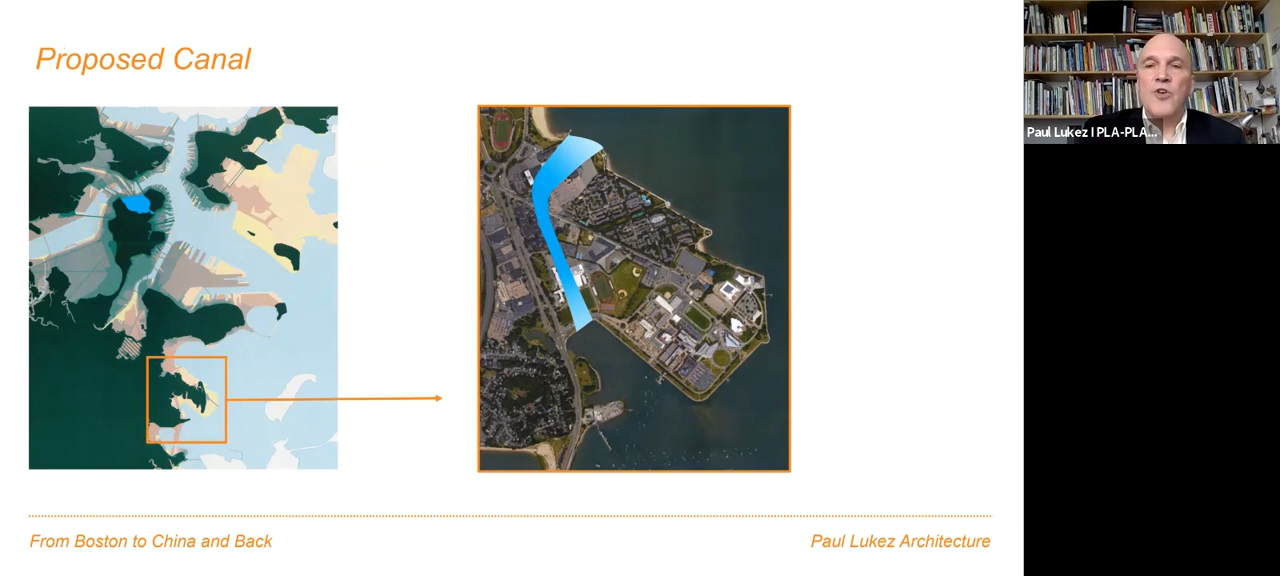 Proposed Canal
Paul Lukez I PLA-PLA...
From Boston to China and Back
Paul Lukez Architecture